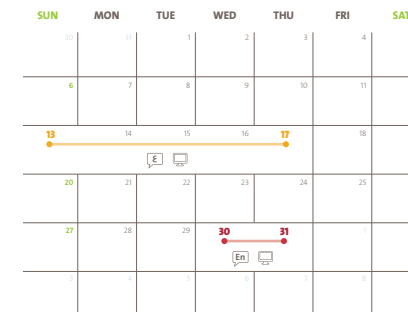 SUN MON TUE WED THU FRI SAT
30 31 1 2 3 4
6 7 8 9 10 11
13 14 15 16 17 18
ع
20 21 22 23 24 25
27 28 29 30 31 1
En
3 4 5 6 7 8